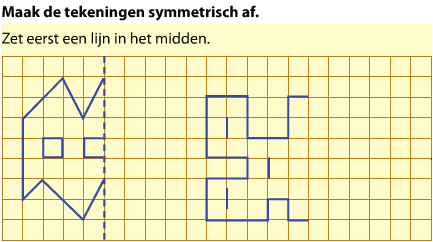 Maak de tekeningen symmetrisch af.
Zet eerst een lijn in het midden.